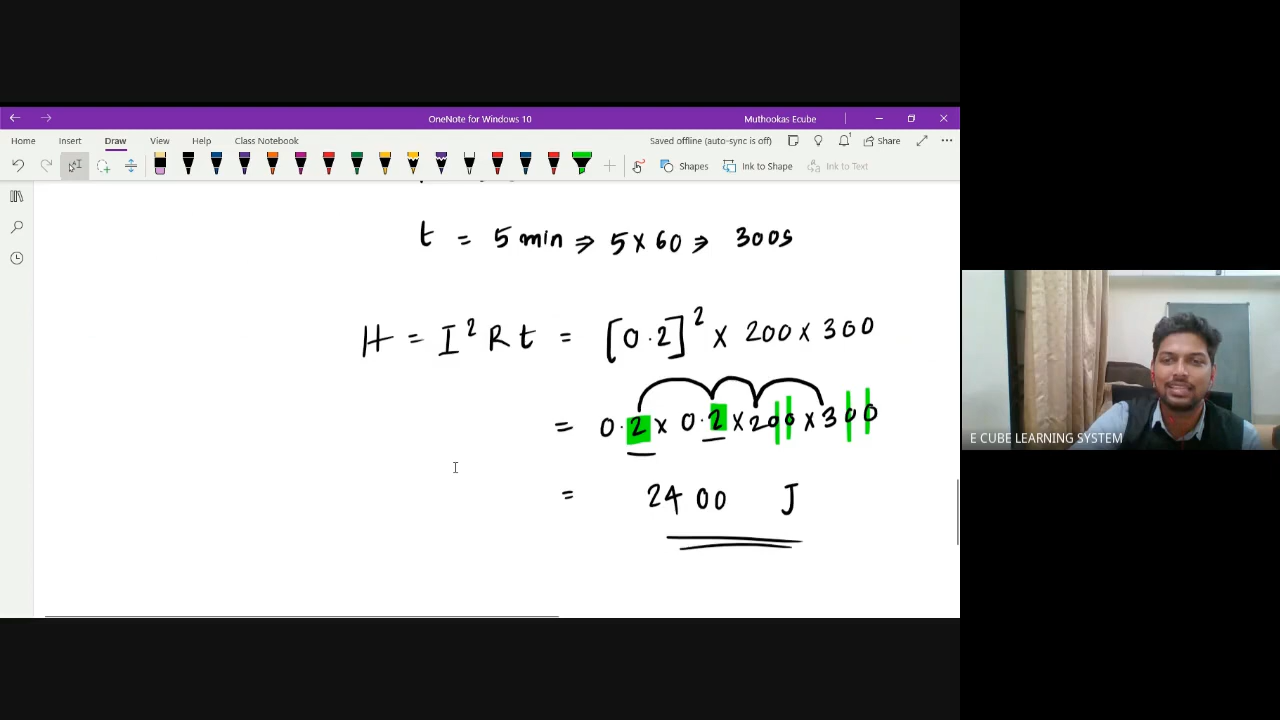 OneNote for Windows 10
Muthookas Ecube
Home Insert Draw View Help Class Notebook
Saved offline (auto-sync is off)
Share
Shapes Ink to Shape Ink to Text
t = 5 min ⇒ 5 × 60 ⇒ 300s
H = I² R t = [0.2]² × 200 × 300
= 0.2 × 0.2 × 200 × 300
= 2400 J
E CUBE LEARNING SYSTEM